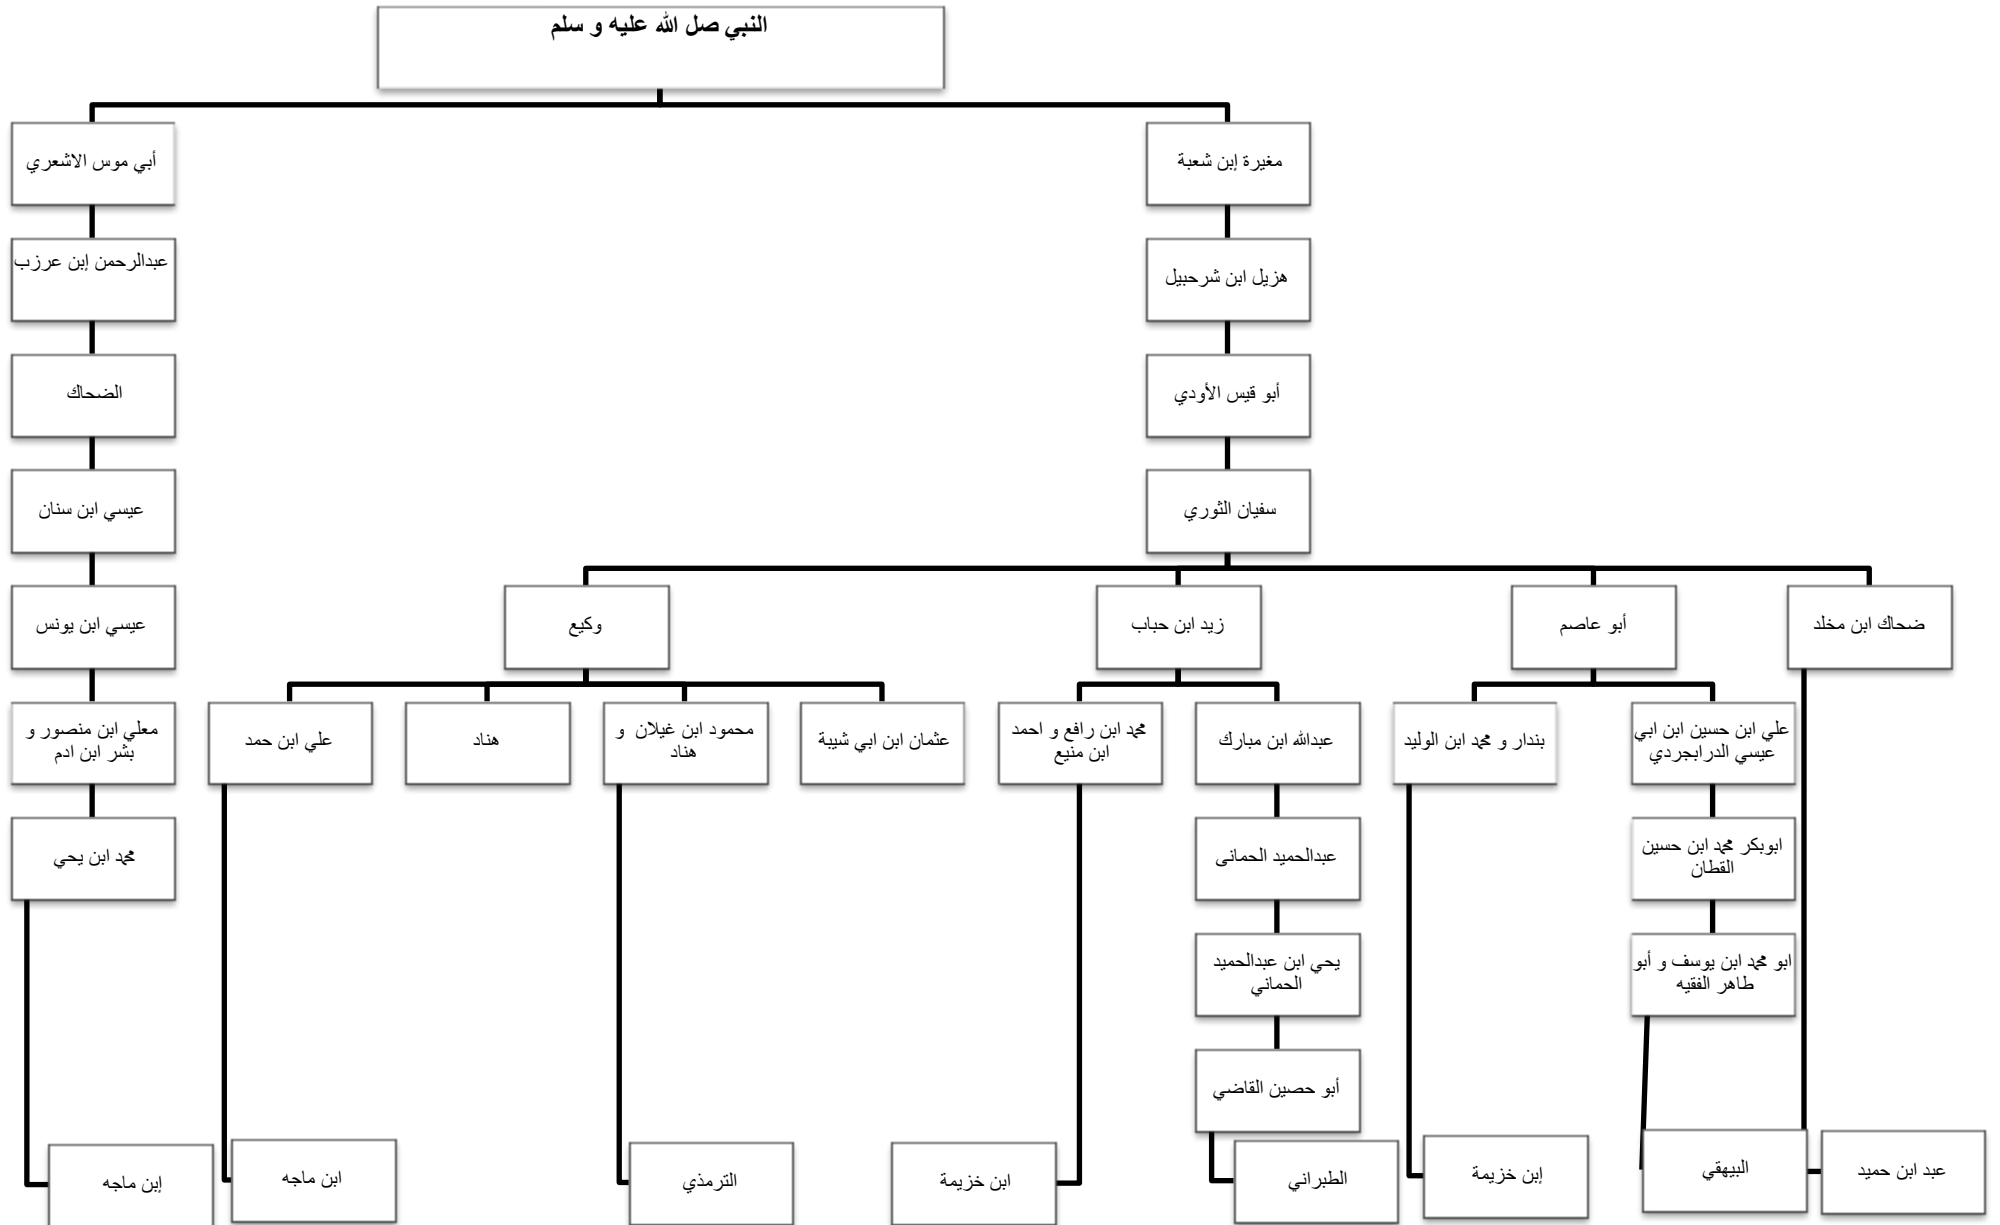 النبي صل الله عليه و سلم
مغيرة إبن شعبة
أبي موس الاشعري
هزيل ابن شرحبيل
عبدالرحمن إبن عرزب
أبو قيس الأودي
الضحاك
سفيان الثوري
عيسي ابن سنان
ضحاك ابن مخلد
أبو عاصم
زيد ابن حباب
وكيع
عيسي ابن يونس
علي ابن حسين ابن ابي
عيسي الدرابجردي
بندار و محمد ابن الوليد
عبدالله ابن مبارك
محمد ابن رافع و احمد
ابن منيع
عثمان ابن ابي شيبة
محمود ابن غيلان و
هناد
هناد
علي ابن حمد
معلي ابن منصور و
بشر ابن ادم
ابوبكر محمد ابن حسين
القطان
عبدالحميد الحمانى
محمد ابن يحي
ابو محمد ابن يوسف و أبو
طاهر الفقيه
يحي ابن عبدالحميد
الحماني
أبو حصين القاضي
عبد ابن حميد
البيهقي
إبن خزيمة
الطبراني
ابن خزيمة
الترمذي
ابن ماجه
إبن ماجه